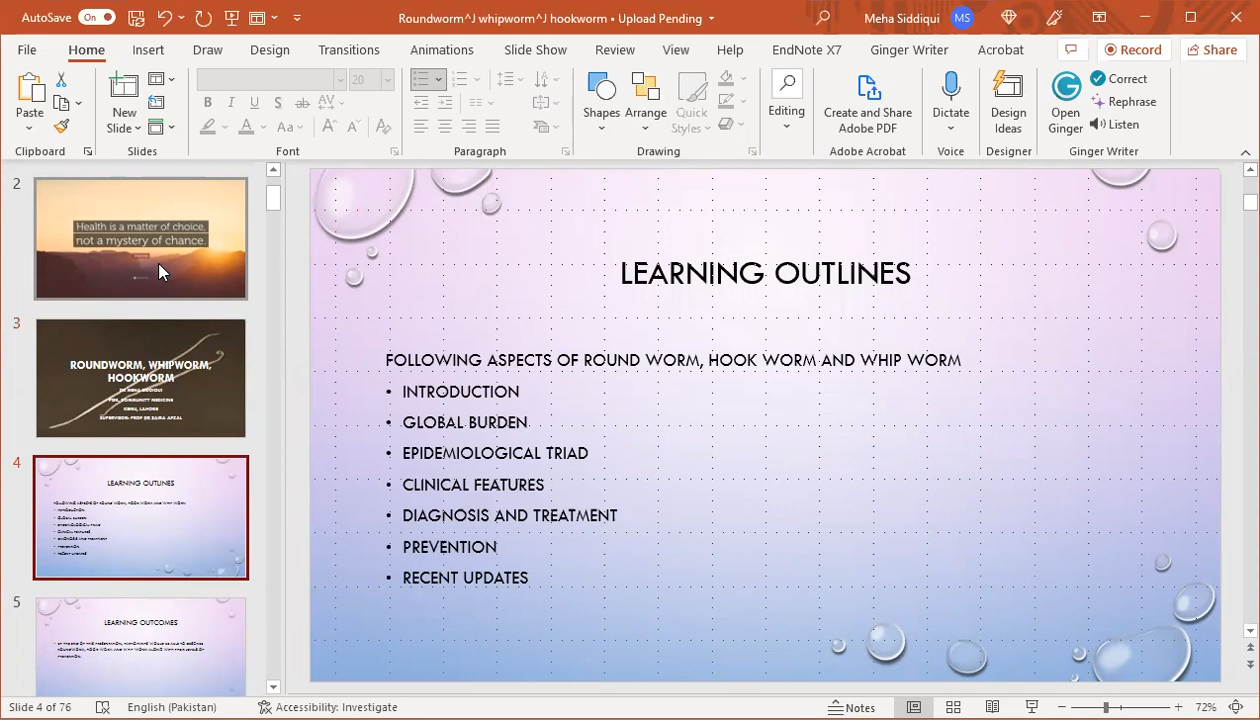 AutoSave On
Roundworm^J whipworm^J hookworm • Upload Pending
Meha Siddiqui MS
File Home Insert Draw Design Transitions Animations Slide Show Review View Help EndNote X7 Ginger Writer Acrobat Record Share
Paste
New Slide
20
Shapes
Arrange
Quick Styles
Editing
Create and Share Adobe PDF
Dictate
Design Ideas
Open Ginger
Correct
Rephrase
Listen
Clipboard Slides Font Paragraph Drawing Adobe Acrobat Voice Designer Ginger Writer
2
Health is a matter of choice,
not a mystery of chance.
3
ROUNDWORM, WHIPWORM,
HOOKWORM
4
LEARNING OUTLINES
5
LEARNING OUTCOMES
LEARNING OUTLINES
FOLLOWING ASPECTS OF ROUND WORM, HOOK WORM AND WHIP WORM
• INTRODUCTION
• GLOBAL BURDEN
• EPIDEMIOLOGICAL TRIAD
• CLINICAL FEATURES
• DIAGNOSIS AND TREATMENT
• PREVENTION
• RECENT UPDATES
Slide 4 of 76 English (Pakistan) Accessibility: Investigate Notes 72%